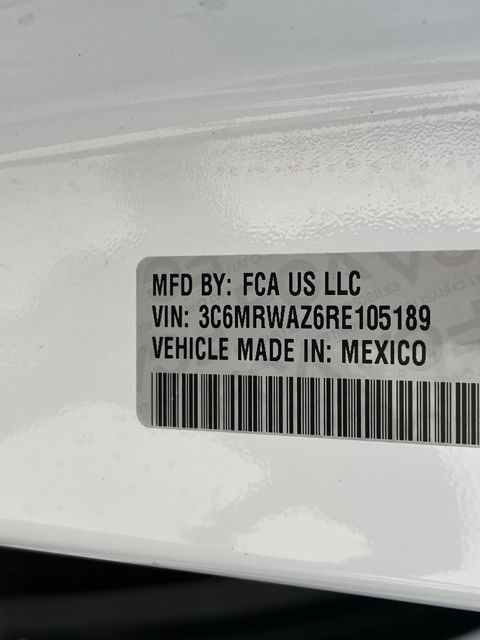 MFD BY: FCA US LLC
VIN: 3C6MRWAZ6RE105189
VEHICLE MADE IN: MEXICO